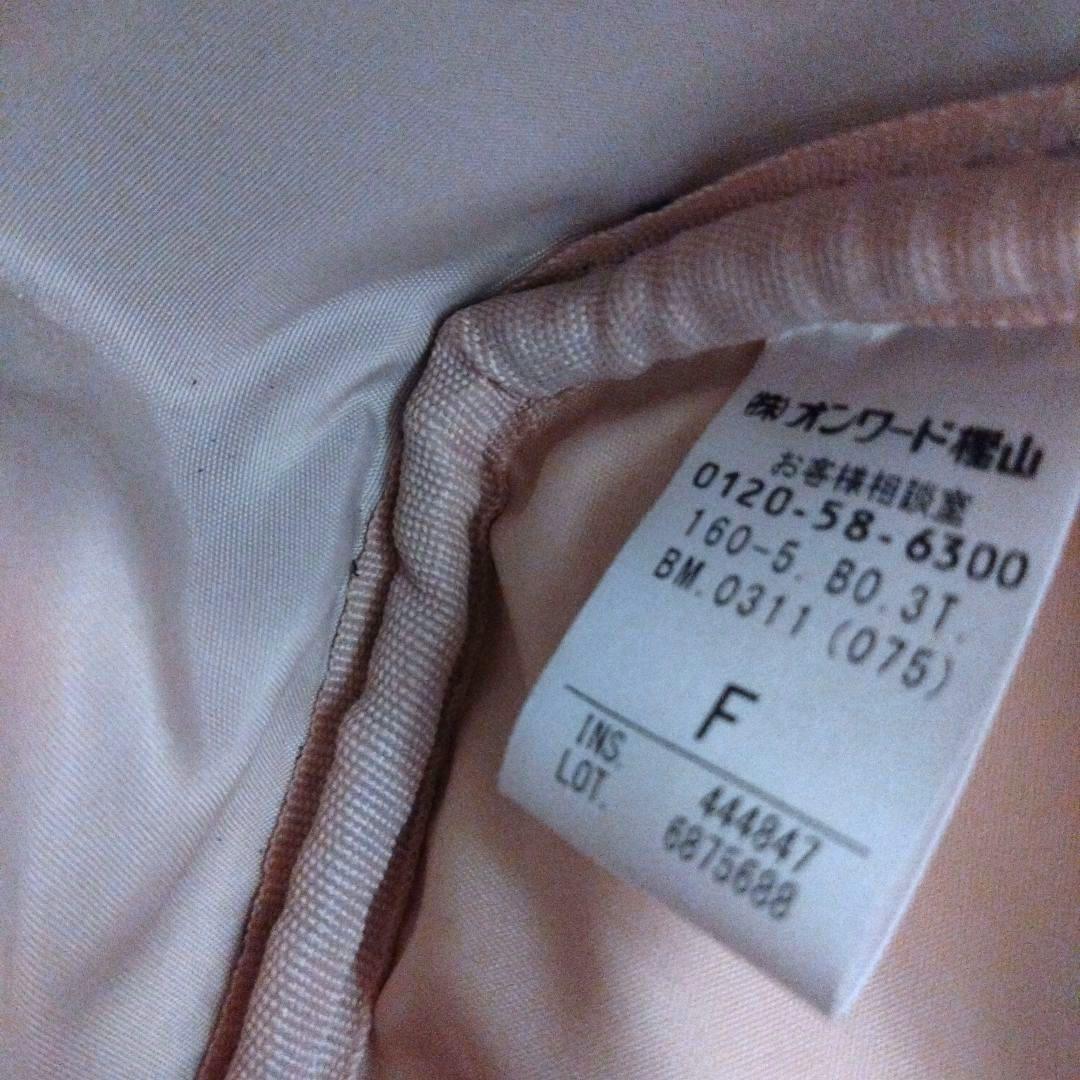 ㈱オンワード樫山
お客様相談室
0120-58-6300
160-5. B0.3T.
BM.0311(075)
F
INS. 444847
LOT. 6875688